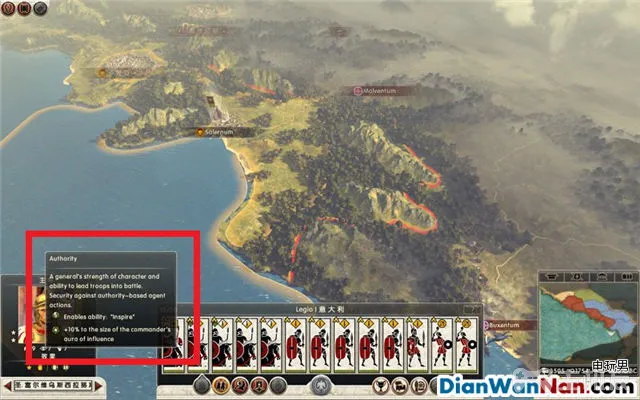 Malventum
Salernum
Authority
A general's strength of character and
ability to lead troops into battle.
Security against authority-based agent
actions.
Enables ability: "Inspire"
+30% to the size of the commander's
aura of influence
Legio I 意大利
Buxentum
电玩男
DianWanNan.com